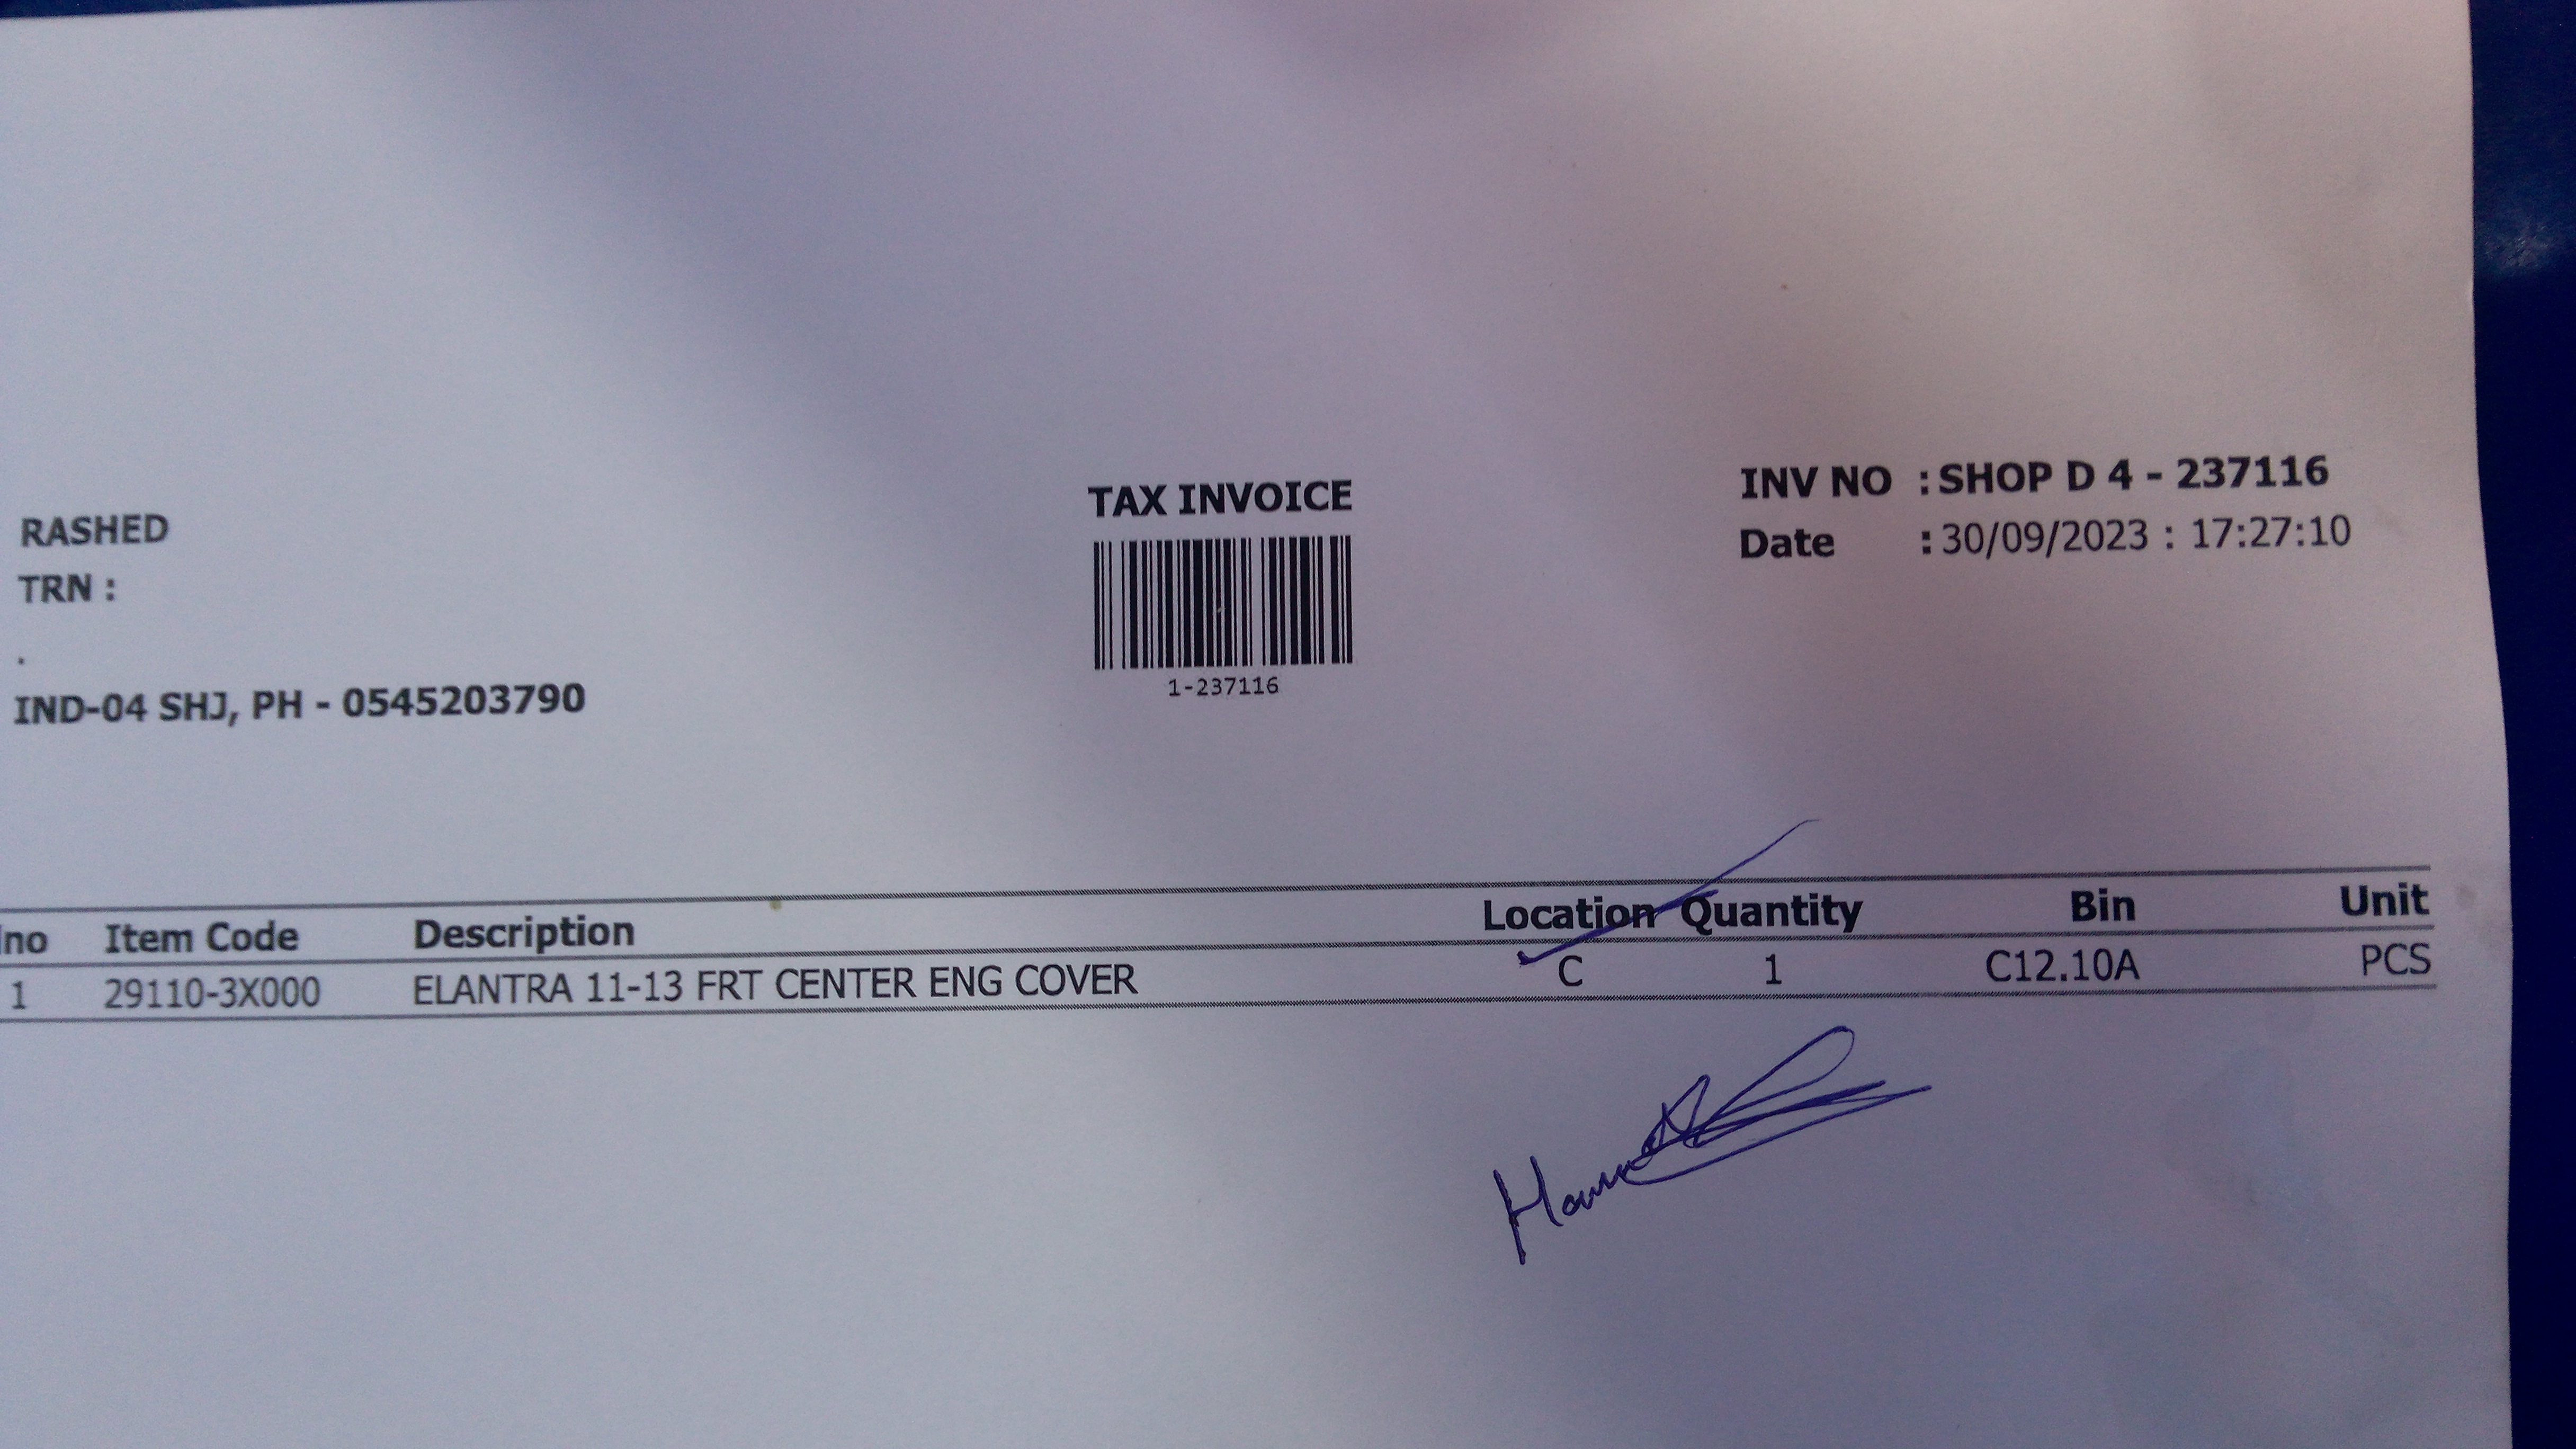 TAX INVOICE
INV NO : SHOP D 4 - 237116
Date : 30/09/2023 : 17:27:10
RASHED
TRN :
.
IND-04 SHJ, PH - 0545203790
1-237116
no Item Code Description Location Quantity Bin Unit
1 29110-3X000 ELANTRA 11-13 FRT CENTER ENG COVER C 1 C12.10A PCS